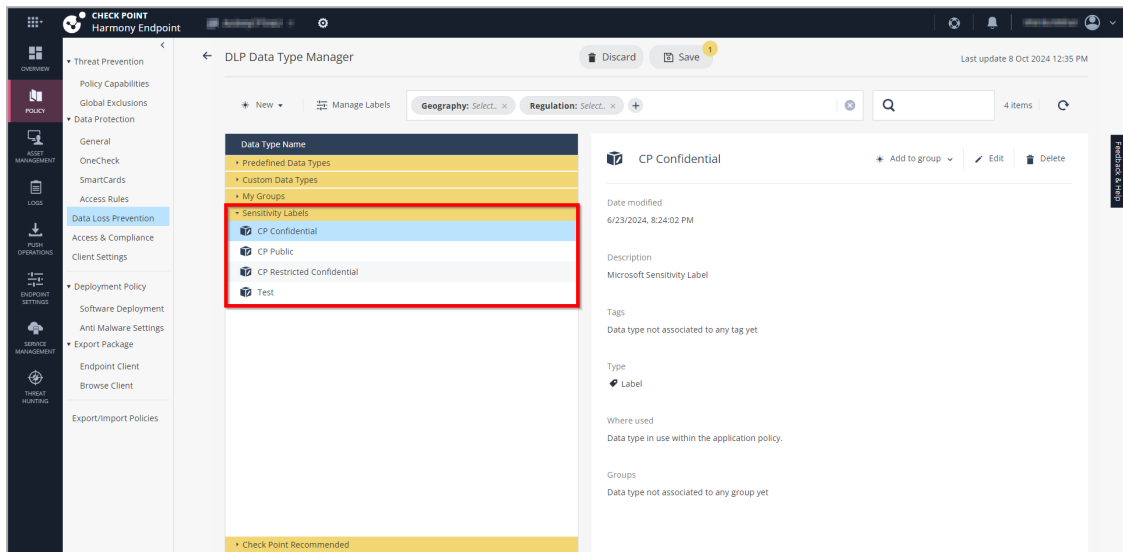 CHECK POINT
Harmony Endpoint
OVERVIEW
POLICY
ASSET
MANAGEMENT
LOGS
PUSH
OPERATIONS
ENDPOINT
SETTINGS
SERVICE
MANAGEMENT
THREAT
HUNTING
Threat Prevention
Policy Capabilities
Global Exclusions
Data Protection
General
OneCheck
SmartCards
Access Rules
Data Loss Prevention
Access & Compliance
Client Settings
Deployment Policy
Software Deployment
Anti Malware Settings
Export Package
Endpoint Client
Browse Client
Export/Import Policies
DLP Data Type Manager
Discard
Save
1
Last update 8 Oct 2024 12:35 PM
New
Manage Labels
Geography: Select.. ×
Regulation: Select.. ×
+
4 items
Data Type Name
Predefined Data Types
Custom Data Types
My Groups
Sensitivity Labels
CP Confidential
CP Public
CP Restricted Confidential
Test
Check Point Recommended
CP Confidential
Add to group
Edit
Delete
Date modified
6/23/2024, 8:24:02 PM
Description
Microsoft Sensitivity Label
Tags
Data type not associated to any tag yet
Type
Label
Where used
Data type in use within the application policy.
Groups
Data type not associated to any group yet
Feedback & Help